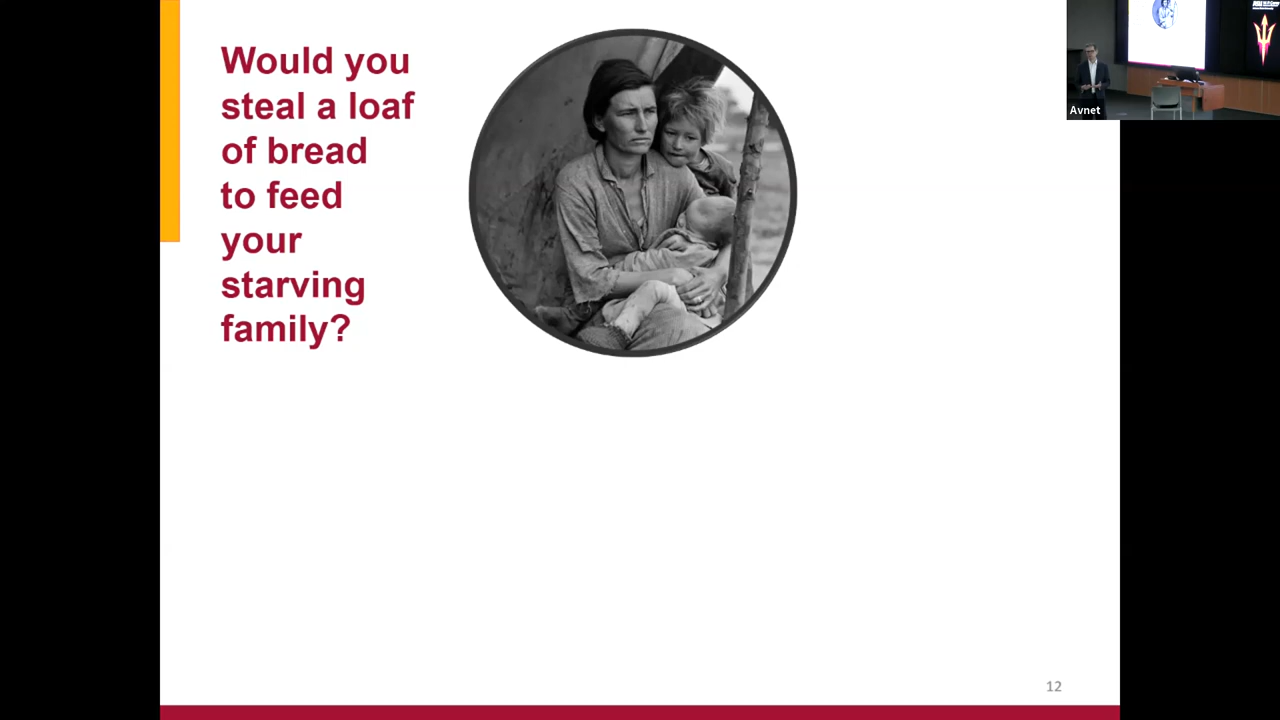 Would you
steal a loaf
of bread
to feed
your
starving
family?
Avnet
12